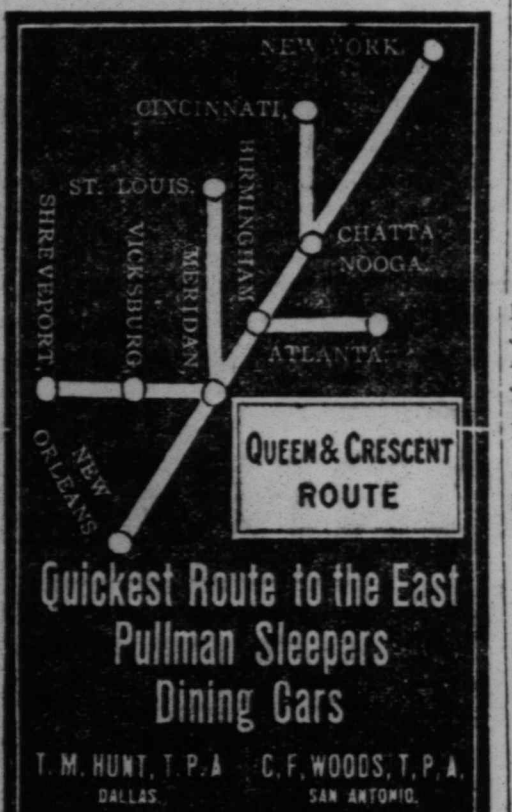 NEW YORK.
CINCINNATI,
ST. LOUIS.
BIRMINGHAM
SHREVEPORT,
VICKSBURG,
MERIDAN,
CHATTA
NOOGA.
ATLANTA.
NEW
ORLEANS
QUEEN & CRESCENT
ROUTE
Quickest Route to the East
Pullman Sleepers
Dining Cars
T. M. HUNT, T. P. A
C. F. WOODS, T. P. A.
DALLAS.
SAN ANTONIO.